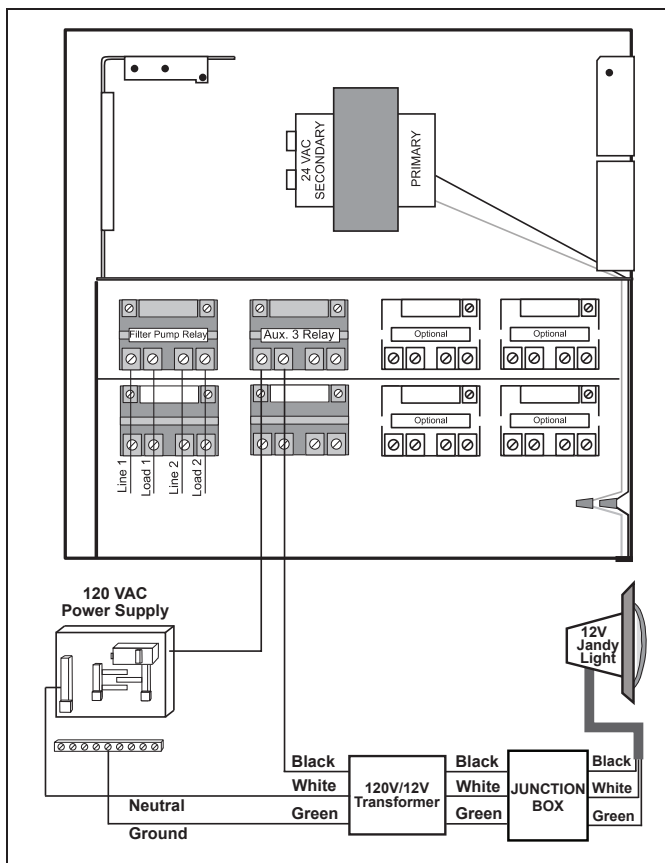 24 VAC
SECONDARY
PRIMARY
Filter Pump Relay
Aux. 3 Relay
Optional
Optional
Optional
Optional
Line 1
Load 1
Line 2
Load 2
120 VAC
Power Supply
12V
Jandy
Light
Black
White
Green
Neutral
Ground
120V/12V
Transformer
Black
White
Green
JUNCTION
BOX
Black
White
Green